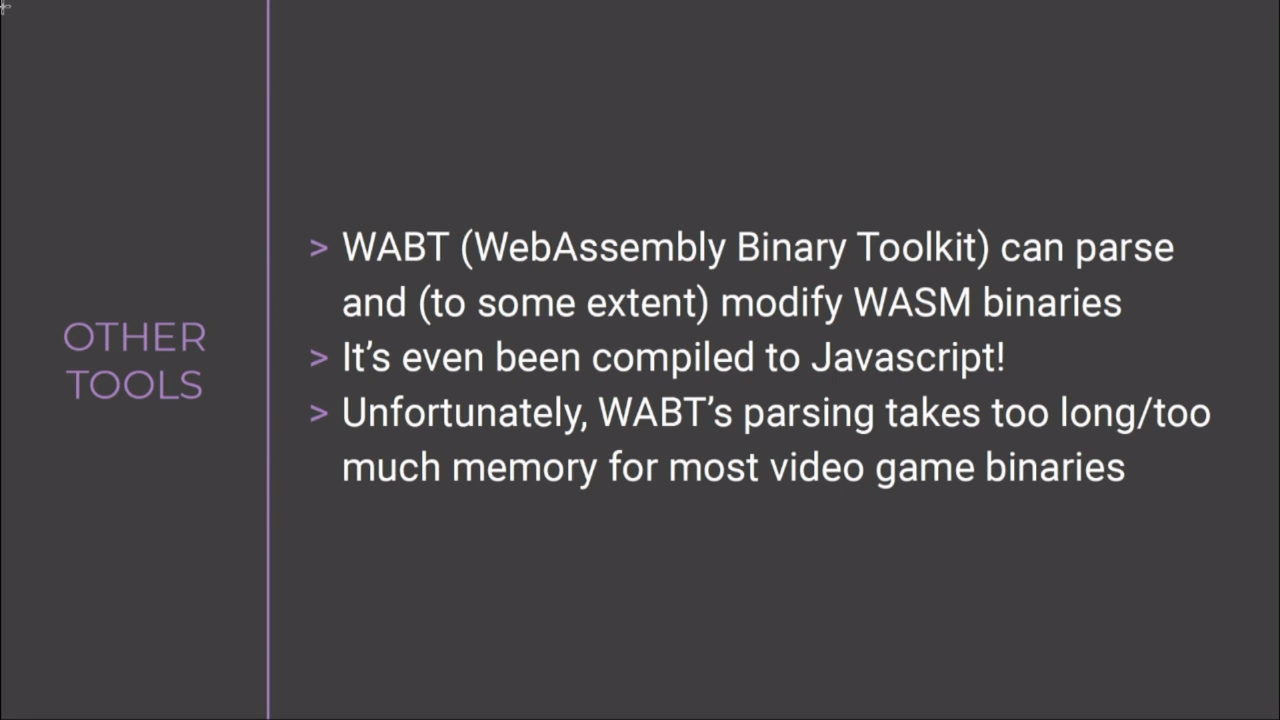 OTHER
TOOLS
> WABT (WebAssembly Binary Toolkit) can parse
and (to some extent) modify WASM binaries
> It’s even been compiled to Javascript!
> Unfortunately, WABT’s parsing takes too long/too
much memory for most video game binaries